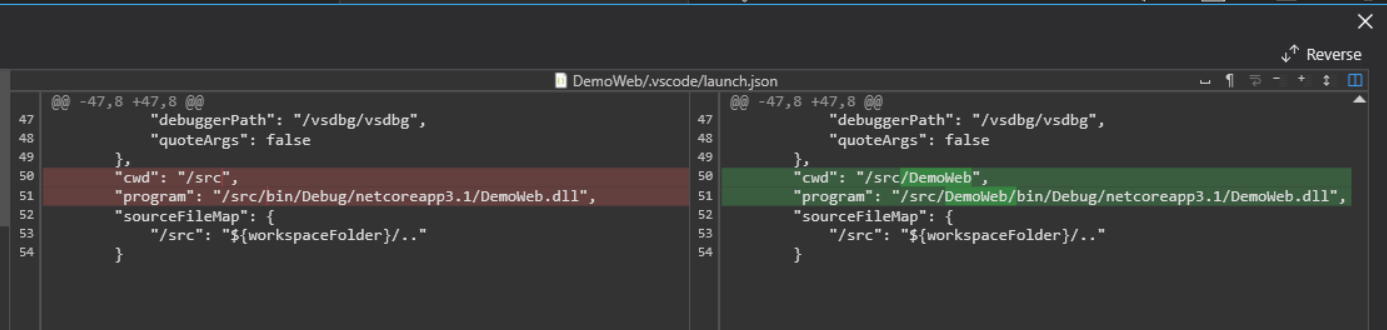 Reverse
DemoWeb/.vscode/launch.json
@@ -47,8 +47,8 @@
47 "debuggerPath": "/vsdbg/vsdbg",
48 "quoteArgs": false
49 },
50 "cwd": "/src",
51 "program": "/src/bin/Debug/netcoreapp3.1/DemoWeb.dll",
52 "sourceFileMap": {
53 "/src": "${workspaceFolder}/.."
54 }
@@ -47,8 +47,8 @@
47 "debuggerPath": "/vsdbg/vsdbg",
48 "quoteArgs": false
49 },
50 "cwd": "/src/DemoWeb",
51 "program": "/src/DemoWeb/bin/Debug/netcoreapp3.1/DemoWeb.dll",
52 "sourceFileMap": {
53 "/src": "${workspaceFolder}/.."
54 }